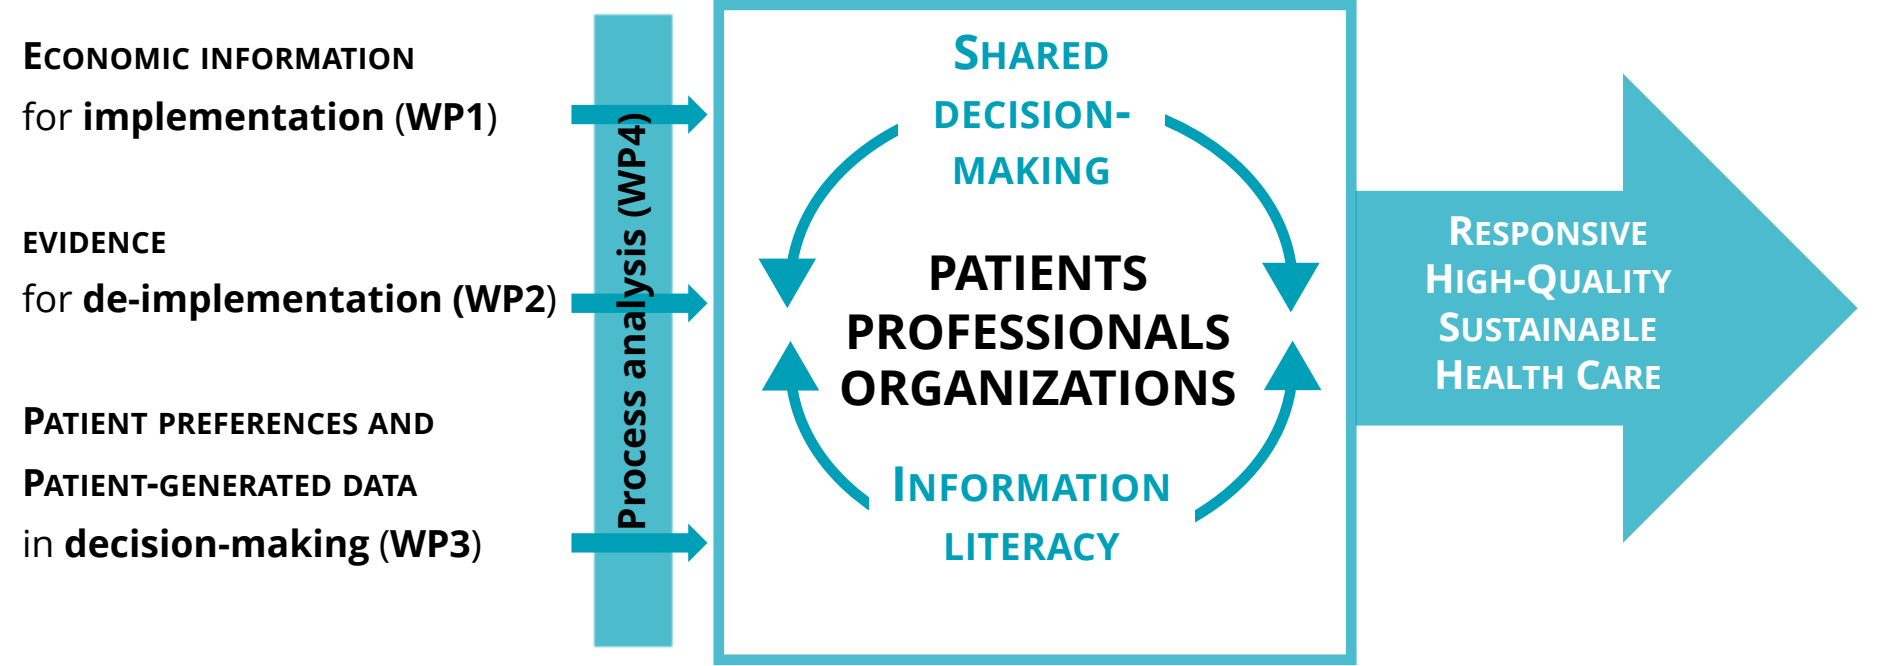 ECONOMIC INFORMATION
for implementation (WP1)
EVIDENCE
for de-implementation (WP2)
PATIENT PREFERENCES AND
PATIENT-GENERATED DATA
in decision-making (WP3)
Process analysis (WP4)
SHARED
DECISION-
MAKING
PATIENTS
PROFESSIONALS
ORGANIZATIONS
INFORMATION
LITERACY
RESPONSIVE
HIGH-QUALITY
SUSTAINABLE
HEALTH CARE